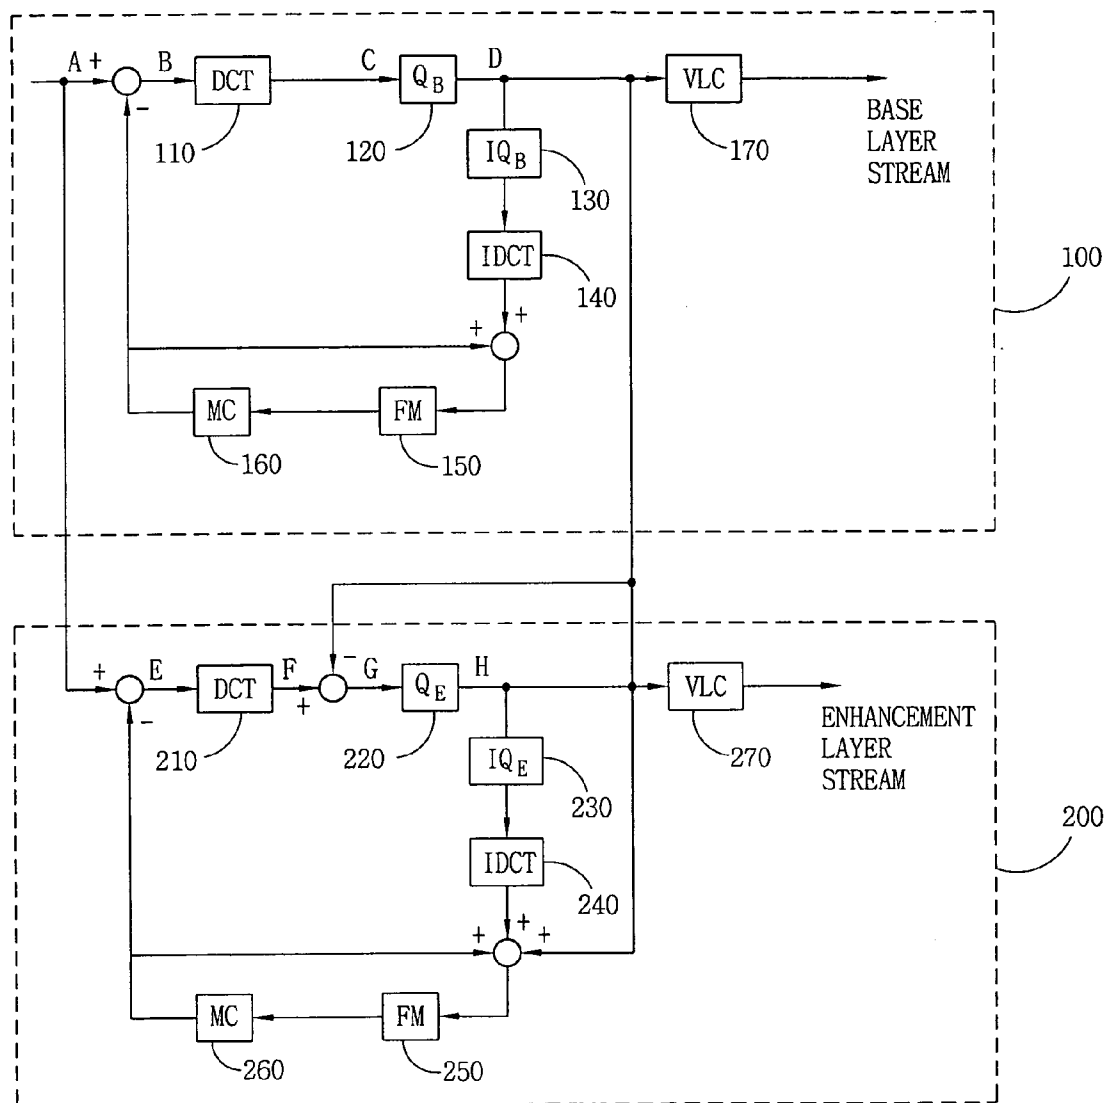 A + B DCT C Q_B D VLC
-
110 120 170
BASE
LAYER
STREAM
IQ_B
130
IDCT
140
100
+ +
MC FM
160 150
+ E DCT F + - G Q_E H VLC
-
210 220 270
ENHANCEMENT
LAYER
STREAM
IQ_E
230
200
IDCT
240
+ + +
MC FM
260 250